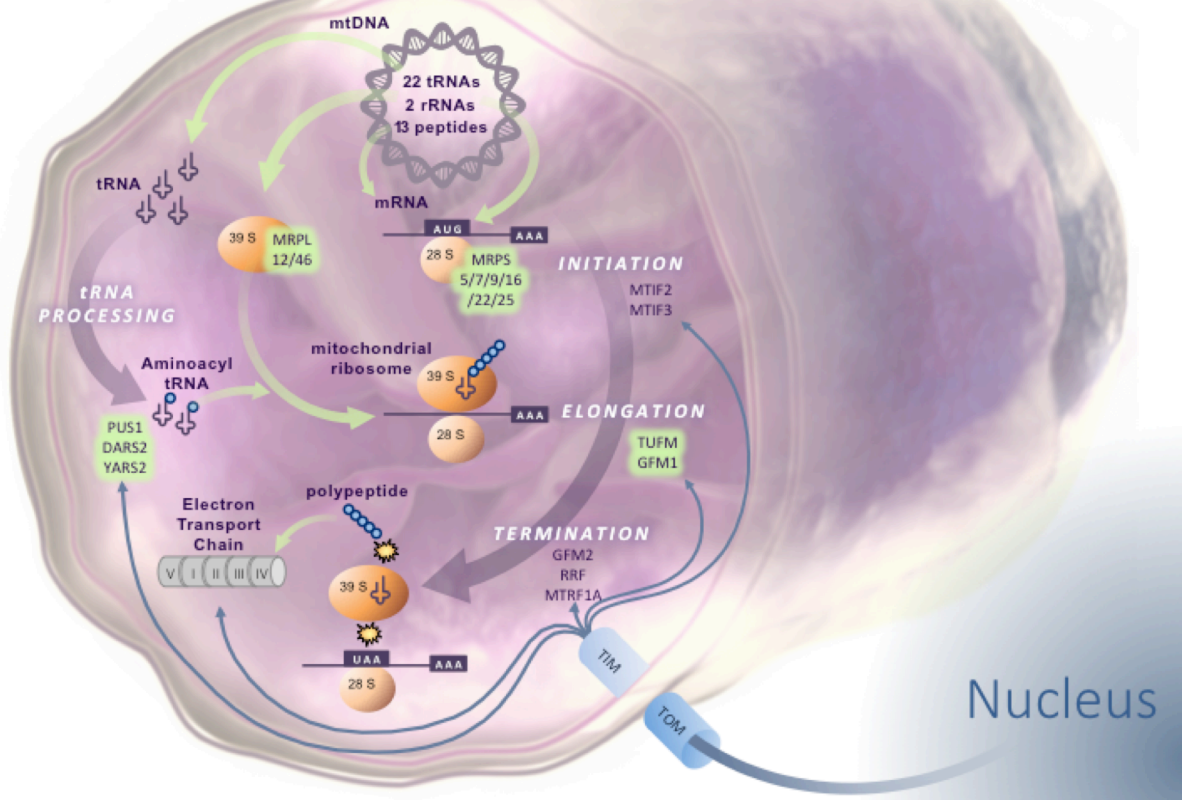 mtDNA
22 tRNAs
2 rRNAs
13 peptides
tRNA
mRNA
AUG
AAA
39 S
MRPL
12/46
28 S
MRPS
5/7/9/16
/22/25
INITIATION
MTIF2
MTIF3
tRNA
PROCESSING
mitochondrial
ribosome
Aminoacyl
tRNA
39 S
AAA
28 S
ELONGATION
TUFM
GFM1
PUS1
DARS2
YARS2
polypeptide
Electron
Transport
Chain
V I II III IV
TERMINATION
GFM2
RRF
MTRF1A
39 S
UAA
AAA
28 S
TIM
TOM
Nucleus